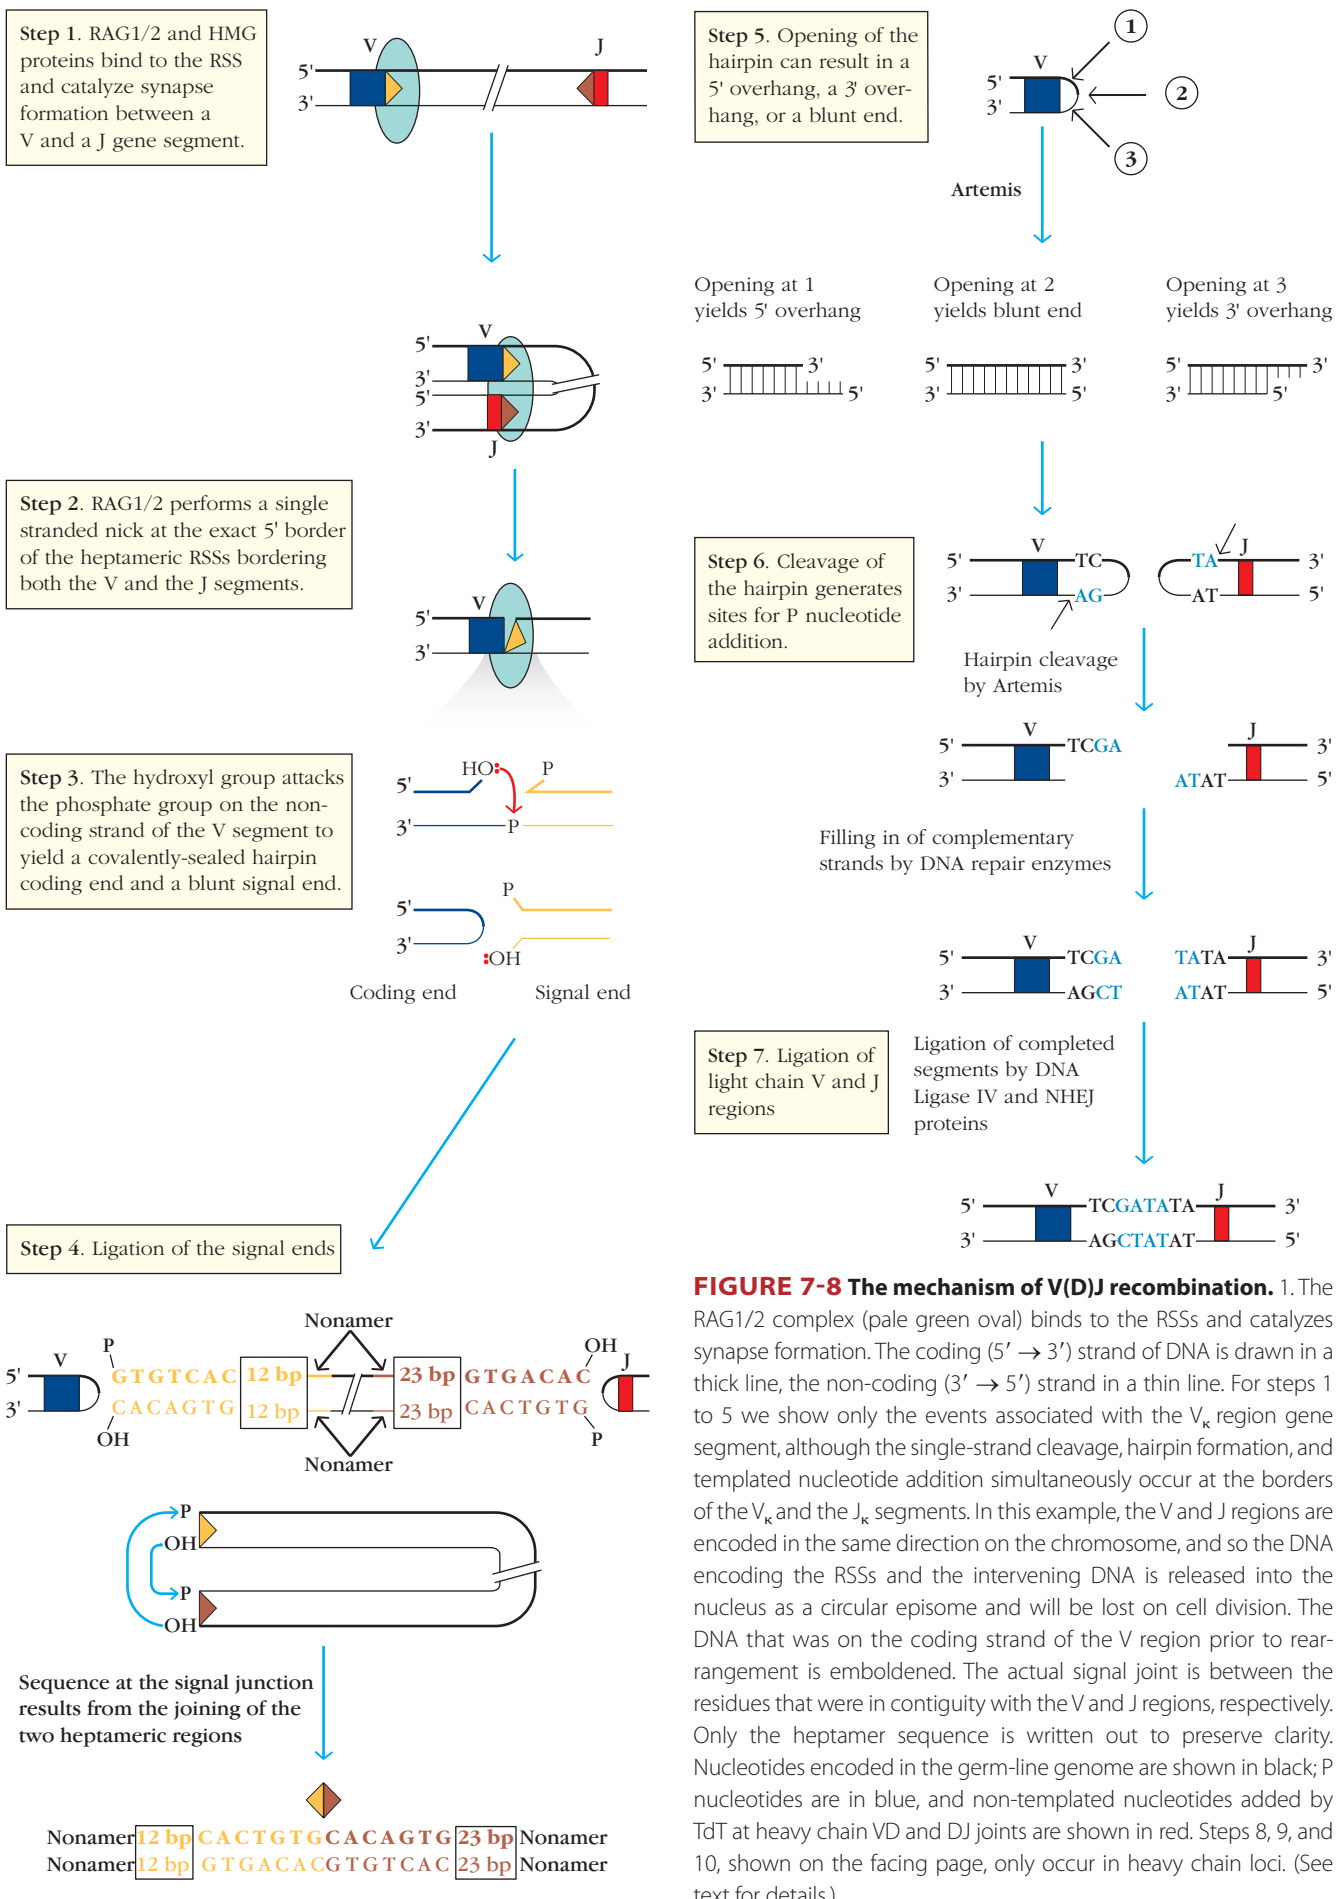 Step 1. RAG1/2 and HMG
proteins bind to the RSS
and catalyze synapse
formation between a
V and a J gene segment.
V
J
5'
3'
V
5'
3'
5'
3'
J
Step 2. RAG1/2 performs a single
stranded nick at the exact 5' border
of the heptameric RSSs bordering
both the V and the J segments.
V
5'
3'
Step 3. The hydroxyl group attacks
the phosphate group on the non-
coding strand of the V segment to
yield a covalently-sealed hairpin
coding end and a blunt signal end.
HO:
P
5'
3'
P
P
5'
3'
:OH
Coding end
Signal end
Step 4. Ligation of the signal ends
Nonamer
P
OH
V
J
5'
GTGTCAC
12 bp
23 bp
GTGACAC
3'
CACAGTG
12 bp
23 bp
CACTGTG
OH
P
Nonamer
P
OH
P
OH
Sequence at the signal junction
results from the joining of the
two heptameric regions
Nonamer 12 bp CACTGTGCACAGTG 23 bp Nonamer
Nonamer 12 bp GTGACACGTGTCAC 23 bp Nonamer
Step 5. Opening of the
hairpin can result in a
5' overhang, a 3' over-
hang, or a blunt end.
1
V
5'
2
3'
3
Artemis
Opening at 1
yields 5' overhang
Opening at 2
yields blunt end
Opening at 3
yields 3' overhang
5' 3'
3' 5'
5' 3'
3' 5'
5' 3'
3' 5'
Step 6. Cleavage of
the hairpin generates
sites for P nucleotide
addition.
V
J
5' TC TA 3'
3' AG AT 5'
Hairpin cleavage
by Artemis
V
J
5' TCGA 3'
3' ATAT 5'
Filling in of complementary
strands by DNA repair enzymes
V
J
5' TCGA TATA 3'
3' AGCT ATAT 5'
Step 7. Ligation of
light chain V and J
regions
Ligation of completed
segments by DNA
Ligase IV and NHEJ
proteins
V
J
5' TCGATATA 3'
3' AGCTATAT 5'
FIGURE 7-8 The mechanism of V(D)J recombination. 1. The
RAG1/2 complex (pale green oval) binds to the RSSs and catalyzes
synapse formation. The coding (5′ → 3′) strand of DNA is drawn in a
thick line, the non-coding (3′ → 5′) strand in a thin line. For steps 1
to 5 we show only the events associated with the Vκ region gene
segment, although the single-strand cleavage, hairpin formation, and
templated nucleotide addition simultaneously occur at the borders
of the Vκ and the Jκ segments. In this example, the V and J regions are
encoded in the same direction on the chromosome, and so the DNA
encoding the RSSs and the intervening DNA is released into the
nucleus as a circular episome and will be lost on cell division. The
DNA that was on the coding strand of the V region prior to rear-
rangement is emboldened. The actual signal joint is between the
residues that were in contiguity with the V and J regions, respectively.
Only the heptamer sequence is written out to preserve clarity.
Nucleotides encoded in the germ-line genome are shown in black; P
nucleotides are in blue, and non-templated nucleotides added by
TdT at heavy chain VD and DJ joints are shown in red. Steps 8, 9, and
10, shown on the facing page, only occur in heavy chain loci. (See
text for details.)